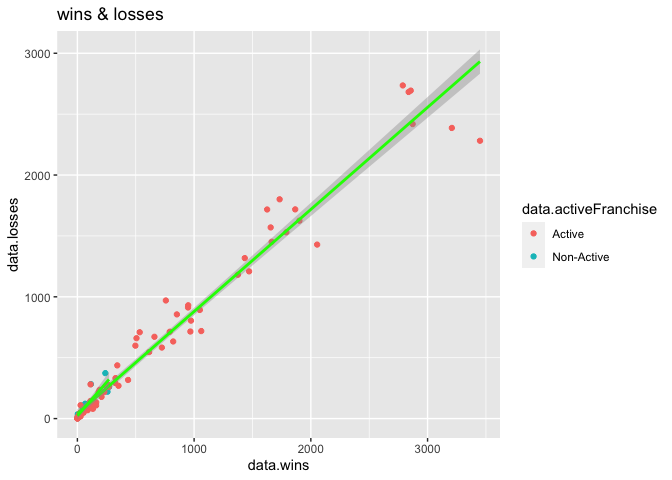 wins & losses
3000
2000
1000
0
data.losses
0
1000
2000
3000
data.wins
data.activeFranchise
Active
Non-Active